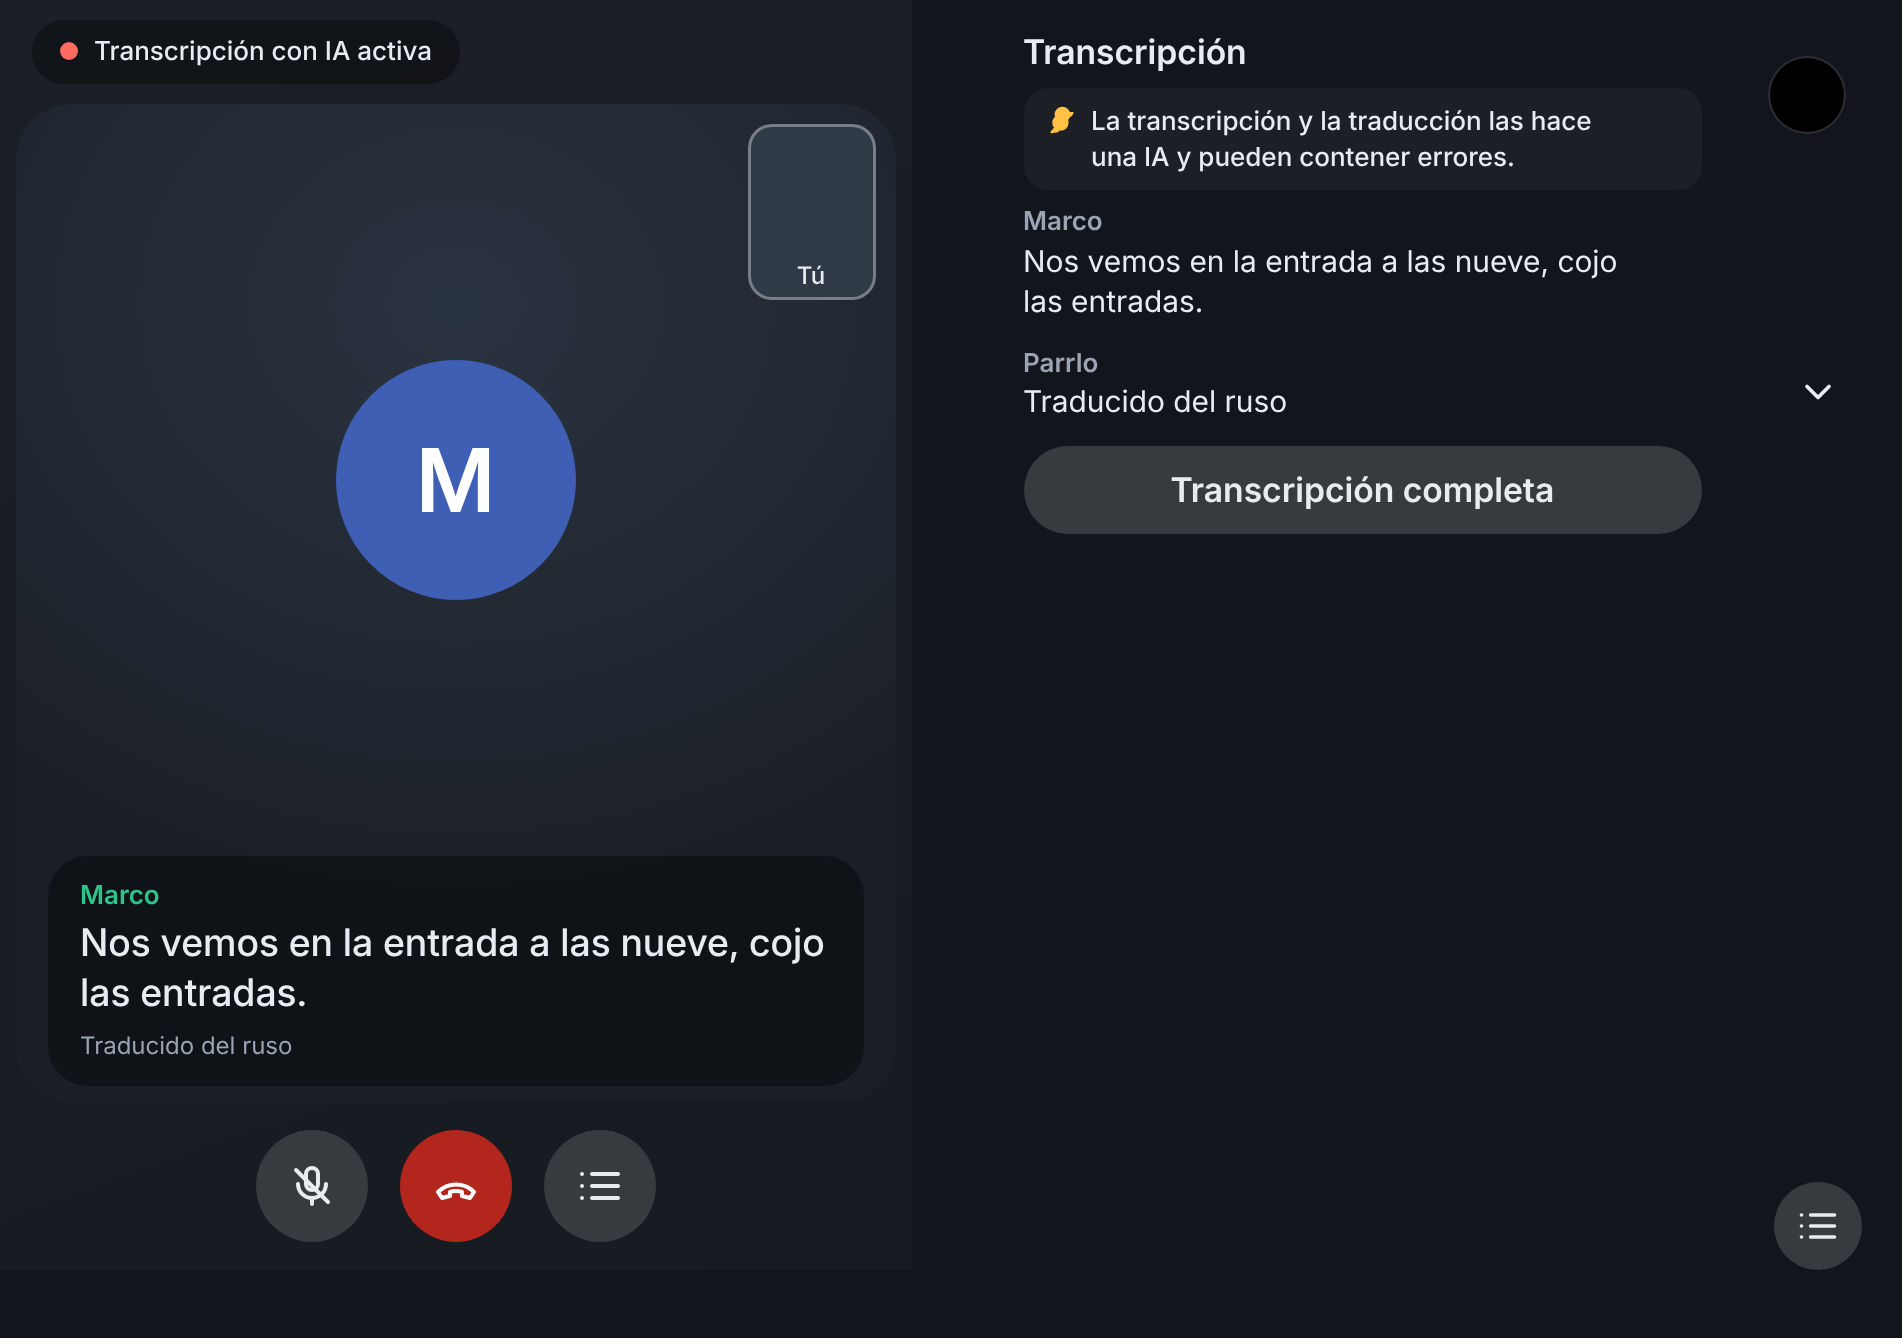 Transcripción con IA activa
Tú
M
Marco
Nos vemos en la entrada a las nueve, cojo
las entradas.
Traducido del ruso
Transcripción
La transcripción y la traducción las hace
una IA y pueden contener errores.
Marco
Nos vemos en la entrada a las nueve, cojo
las entradas.
Parrlo
Traducido del ruso
Transcripción completa